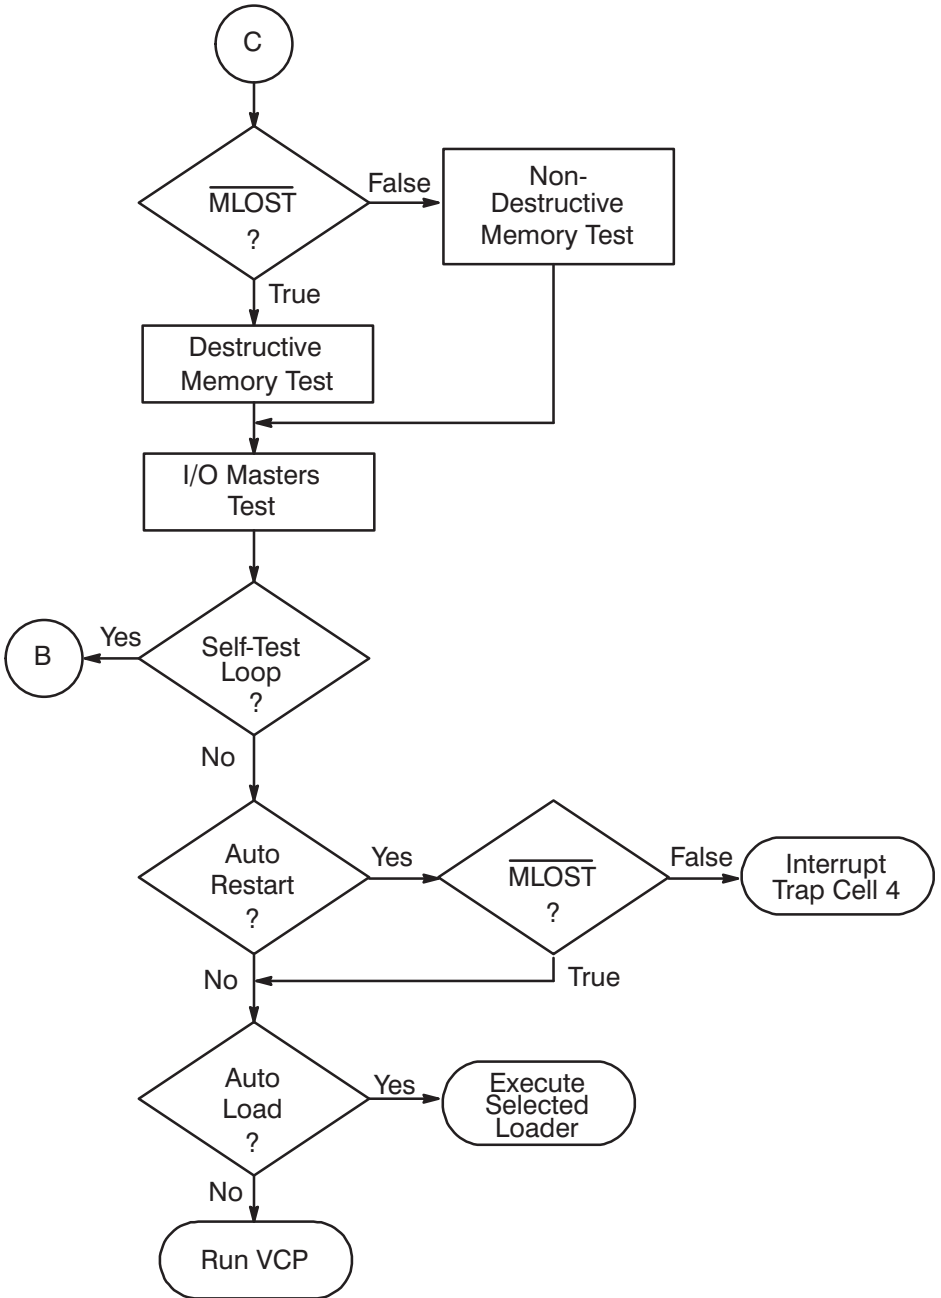 C
MLOST
?
False
Non-
Destructive
Memory Test
True
Destructive
Memory Test
I/O Masters
Test
B
Yes
Self-Test
Loop
?
No
Auto
Restart
?
Yes
MLOST
?
False
Interrupt
Trap Cell 4
No
True
Auto
Load
?
Yes
Execute
Selected
Loader
No
Run VCP